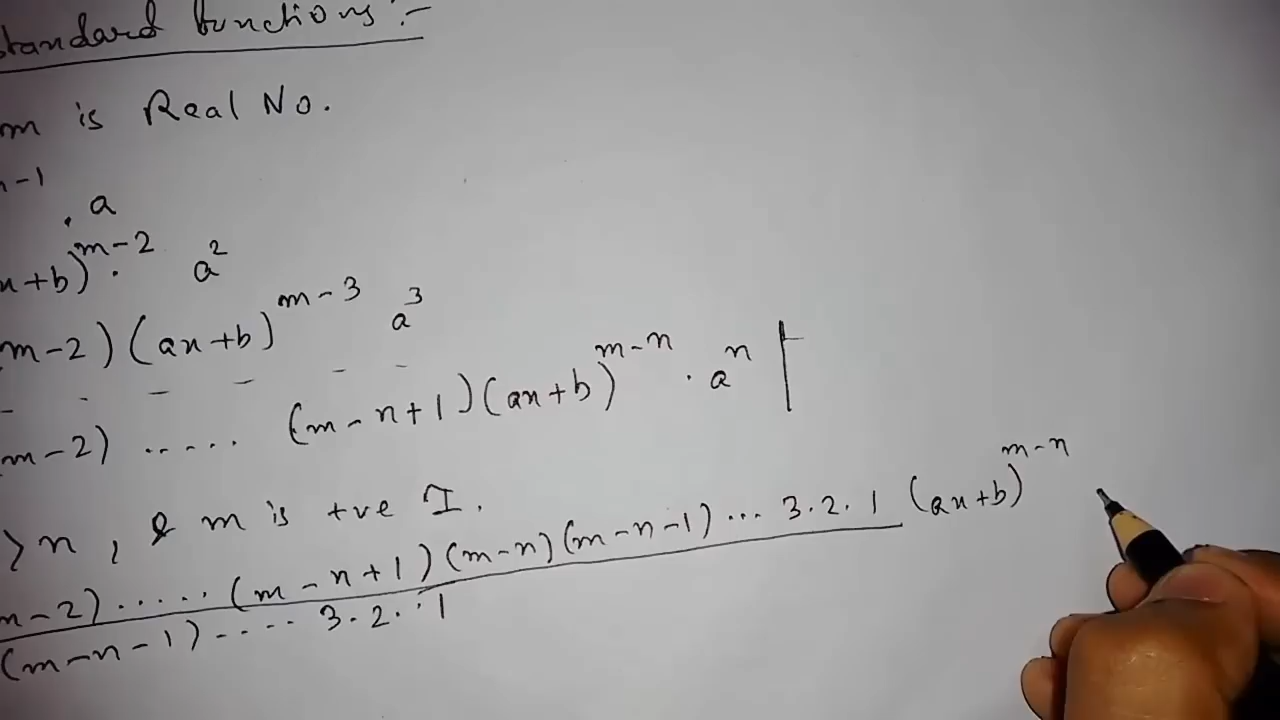 standard functions :-
m is Real No.
n-1
. a
x+b)^{m-2} . a^2
m-2) (ax+b)^{m-3} a^3
- - - - - -
m-2) ..... (m-n+1) (ax+b)^{m-n} . a^n
> n , & m is +ve I.
m-2) ..... (m-n+1) (m-n) (m-n-1) ... 3.2.1 (ax+b)^{m-n}
(m-n-1) .... 3.2..1